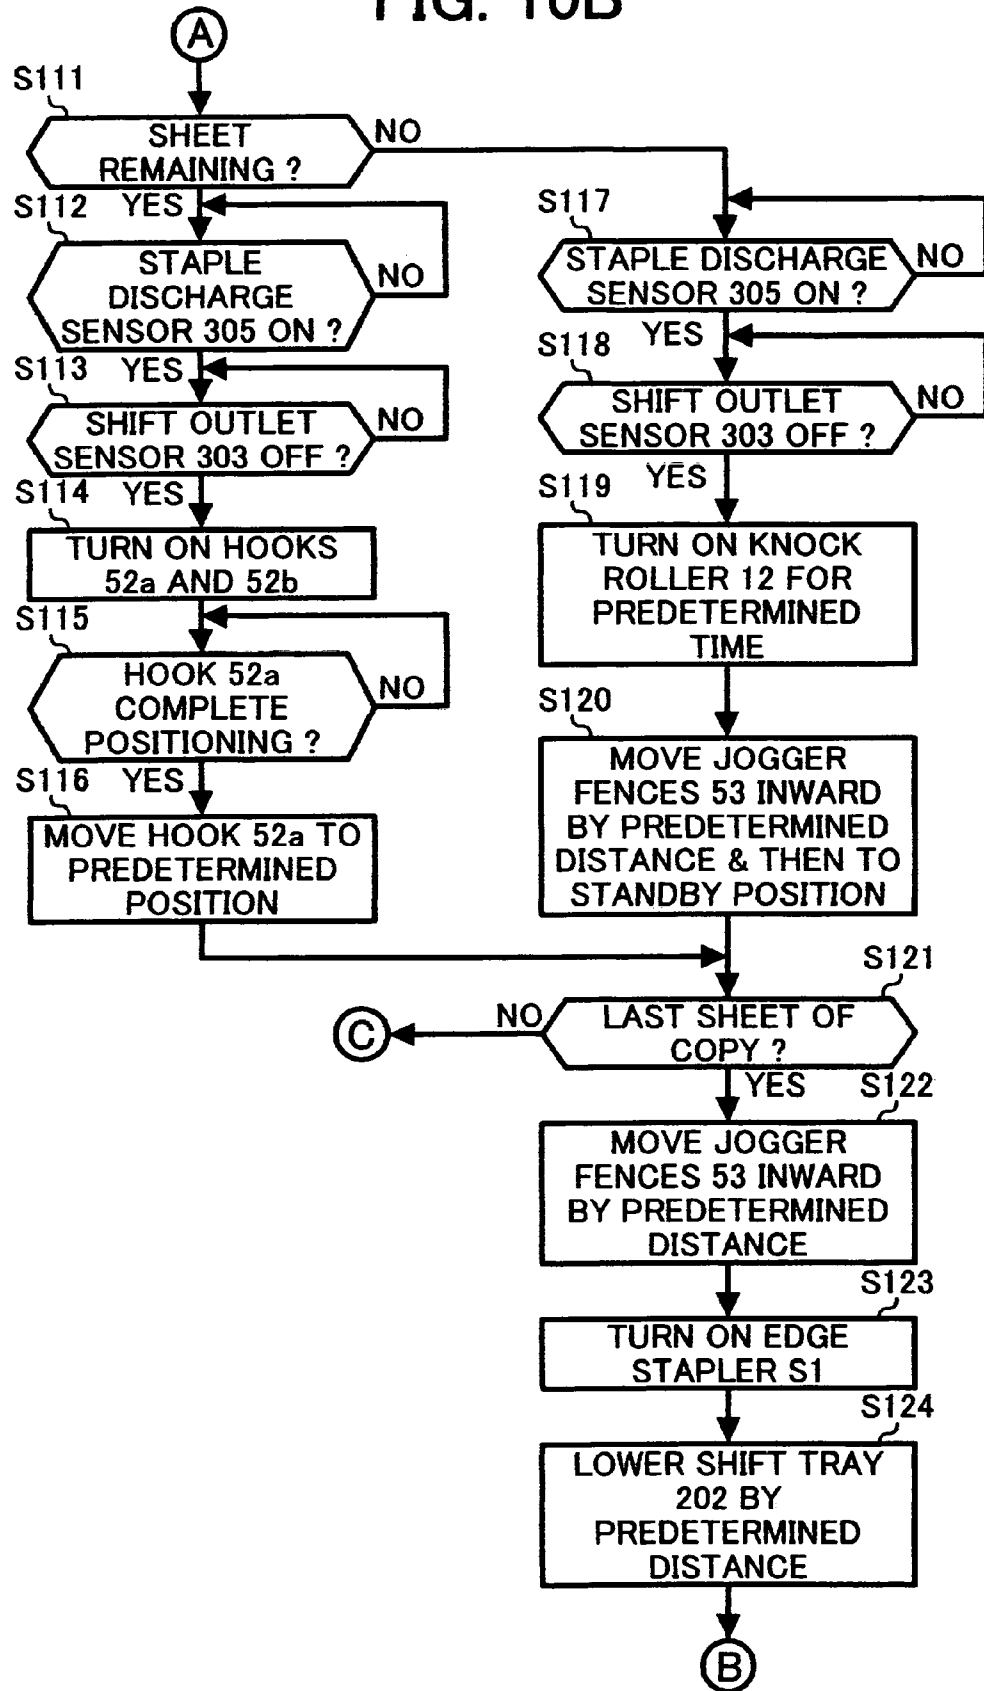 FIG. 10B
A
S111
SHEET
REMAINING ?
NO
YES
S112
STAPLE
DISCHARGE
SENSOR 305 ON ?
NO
YES
S113
SHIFT OUTLET
SENSOR 303 OFF ?
NO
YES
S114
TURN ON HOOKS
52a AND 52b
S115
HOOK 52a
COMPLETE
POSITIONING ?
NO
YES
S116
MOVE HOOK 52a TO
PREDETERMINED
POSITION
S117
STAPLE DISCHARGE
SENSOR 305 ON ?
NO
YES
S118
SHIFT OUTLET
SENSOR 303 OFF ?
NO
YES
S119
TURN ON KNOCK
ROLLER 12 FOR
PREDETERMINED
TIME
S120
MOVE JOGGER
FENCES 53 INWARD
BY PREDETERMINED
DISTANCE & THEN TO
STANDBY POSITION
S121
LAST SHEET OF
COPY ?
NO
C
YES
S122
MOVE JOGGER
FENCES 53 INWARD
BY PREDETERMINED
DISTANCE
S123
TURN ON EDGE
STAPLER S1
S124
LOWER SHIFT TRAY
202 BY
PREDETERMINED
DISTANCE
B